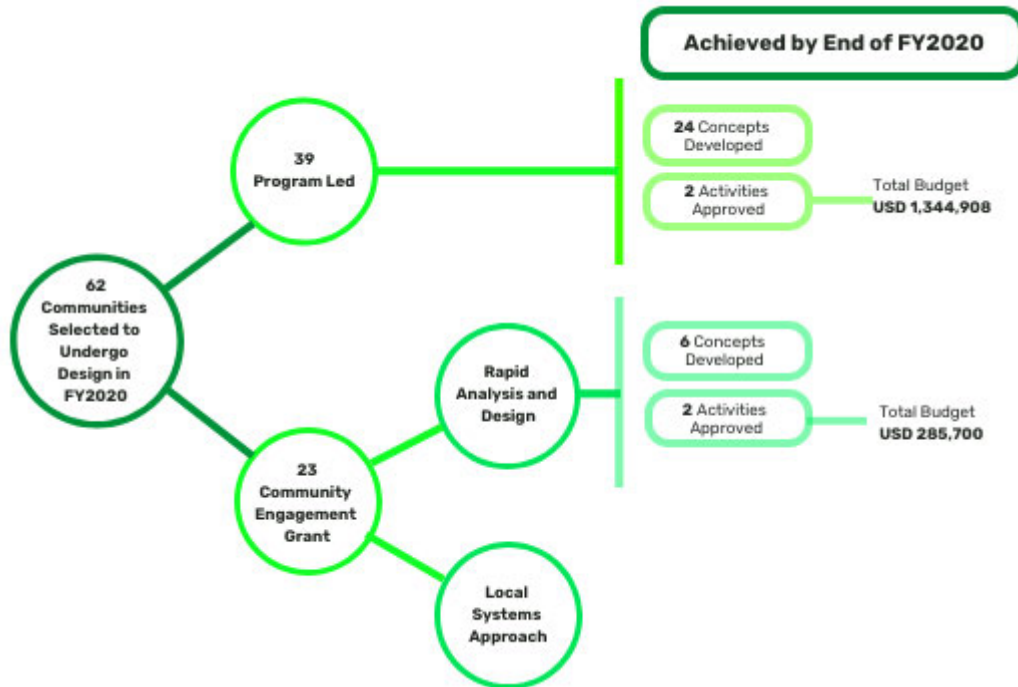 Achieved by End of FY2020
39
Program Led
24 Concepts
Developed
2 Activities
Approved
Total Budget
USD 1,344,908
62
Communities
Selected to
Undergo
Design in
FY2020
Rapid
Analysis and
Design
6 Concepts
Developed
2 Activities
Approved
Total Budget
USD 285,700
23
Community
Engagement
Grant
Local
Systems
Approach